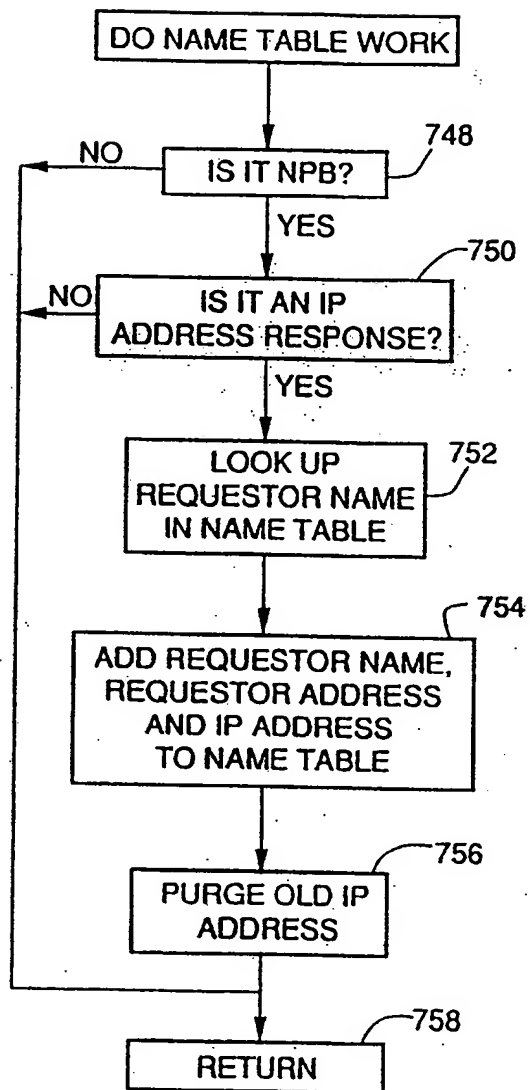 DO NAME TABLE WORK
748
NO
IS IT NPB?
YES
750
NO
IS IT AN IP
ADDRESS RESPONSE?
YES
752
LOOK UP
REQUESTOR NAME
IN NAME TABLE
754
ADD REQUESTOR NAME,
REQUESTOR ADDRESS
AND IP ADDRESS
TO NAME TABLE
756
PURGE OLD IP
ADDRESS
758
RETURN